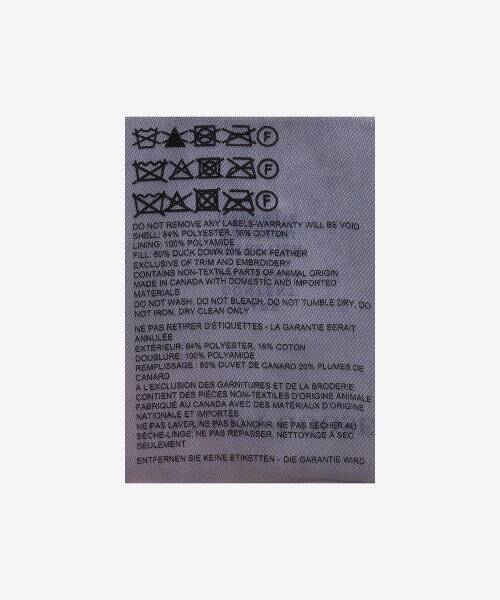 F
F
F
DO NOT REMOVE ANY LABELS-WARRANTY WILL BE VOID
SHELL: 84% POLYESTER, 16% COTTON
LINING: 100% POLYAMIDE
FILL: 80% DUCK DOWN 20% DUCK FEATHER
EXCLUSIVE OF TRIM AND EMBROIDERY
CONTAINS NON-TEXTILE PARTS OF ANIMAL ORIGIN
MADE IN CANADA WITH DOMESTIC AND IMPORTED
MATERIALS
DO NOT WASH, DO NOT BLEACH, DO NOT TUMBLE DRY, DO
NOT IRON, DRY CLEAN ONLY
NE PAS RETIRER D'ÉTIQUETTES - LA GARANTIE SERAIT
ANNULÉE
EXTÉRIEUR: 84% POLYESTER, 16% COTON
DOUBLURE: 100% POLYAMIDE
REMPLISSAGE: 80% DUVET DE CANARD 20% PLUMES DE
CANARD
A L'EXCLUSION DES GARNITURES ET DE LA BRODERIE
CONTIENT DES PIÈCES NON-TEXTILES D'ORIGINE ANIMALE
FABRIQUÉ AU CANADA AVEC DES MATÉRIAUX D'ORIGINE
NATIONALE ET IMPORTÉS
NE PAS LAVER, NE PAS BLANCHIR, NE PAS SÉCHER AU
SÈCHE-LINGE, NE PAS REPASSER, NETTOYAGE À SEC
SEULEMENT
ENTFERNEN SIE KEINE ETIKETTEN - DIE GARANTIE WIRD